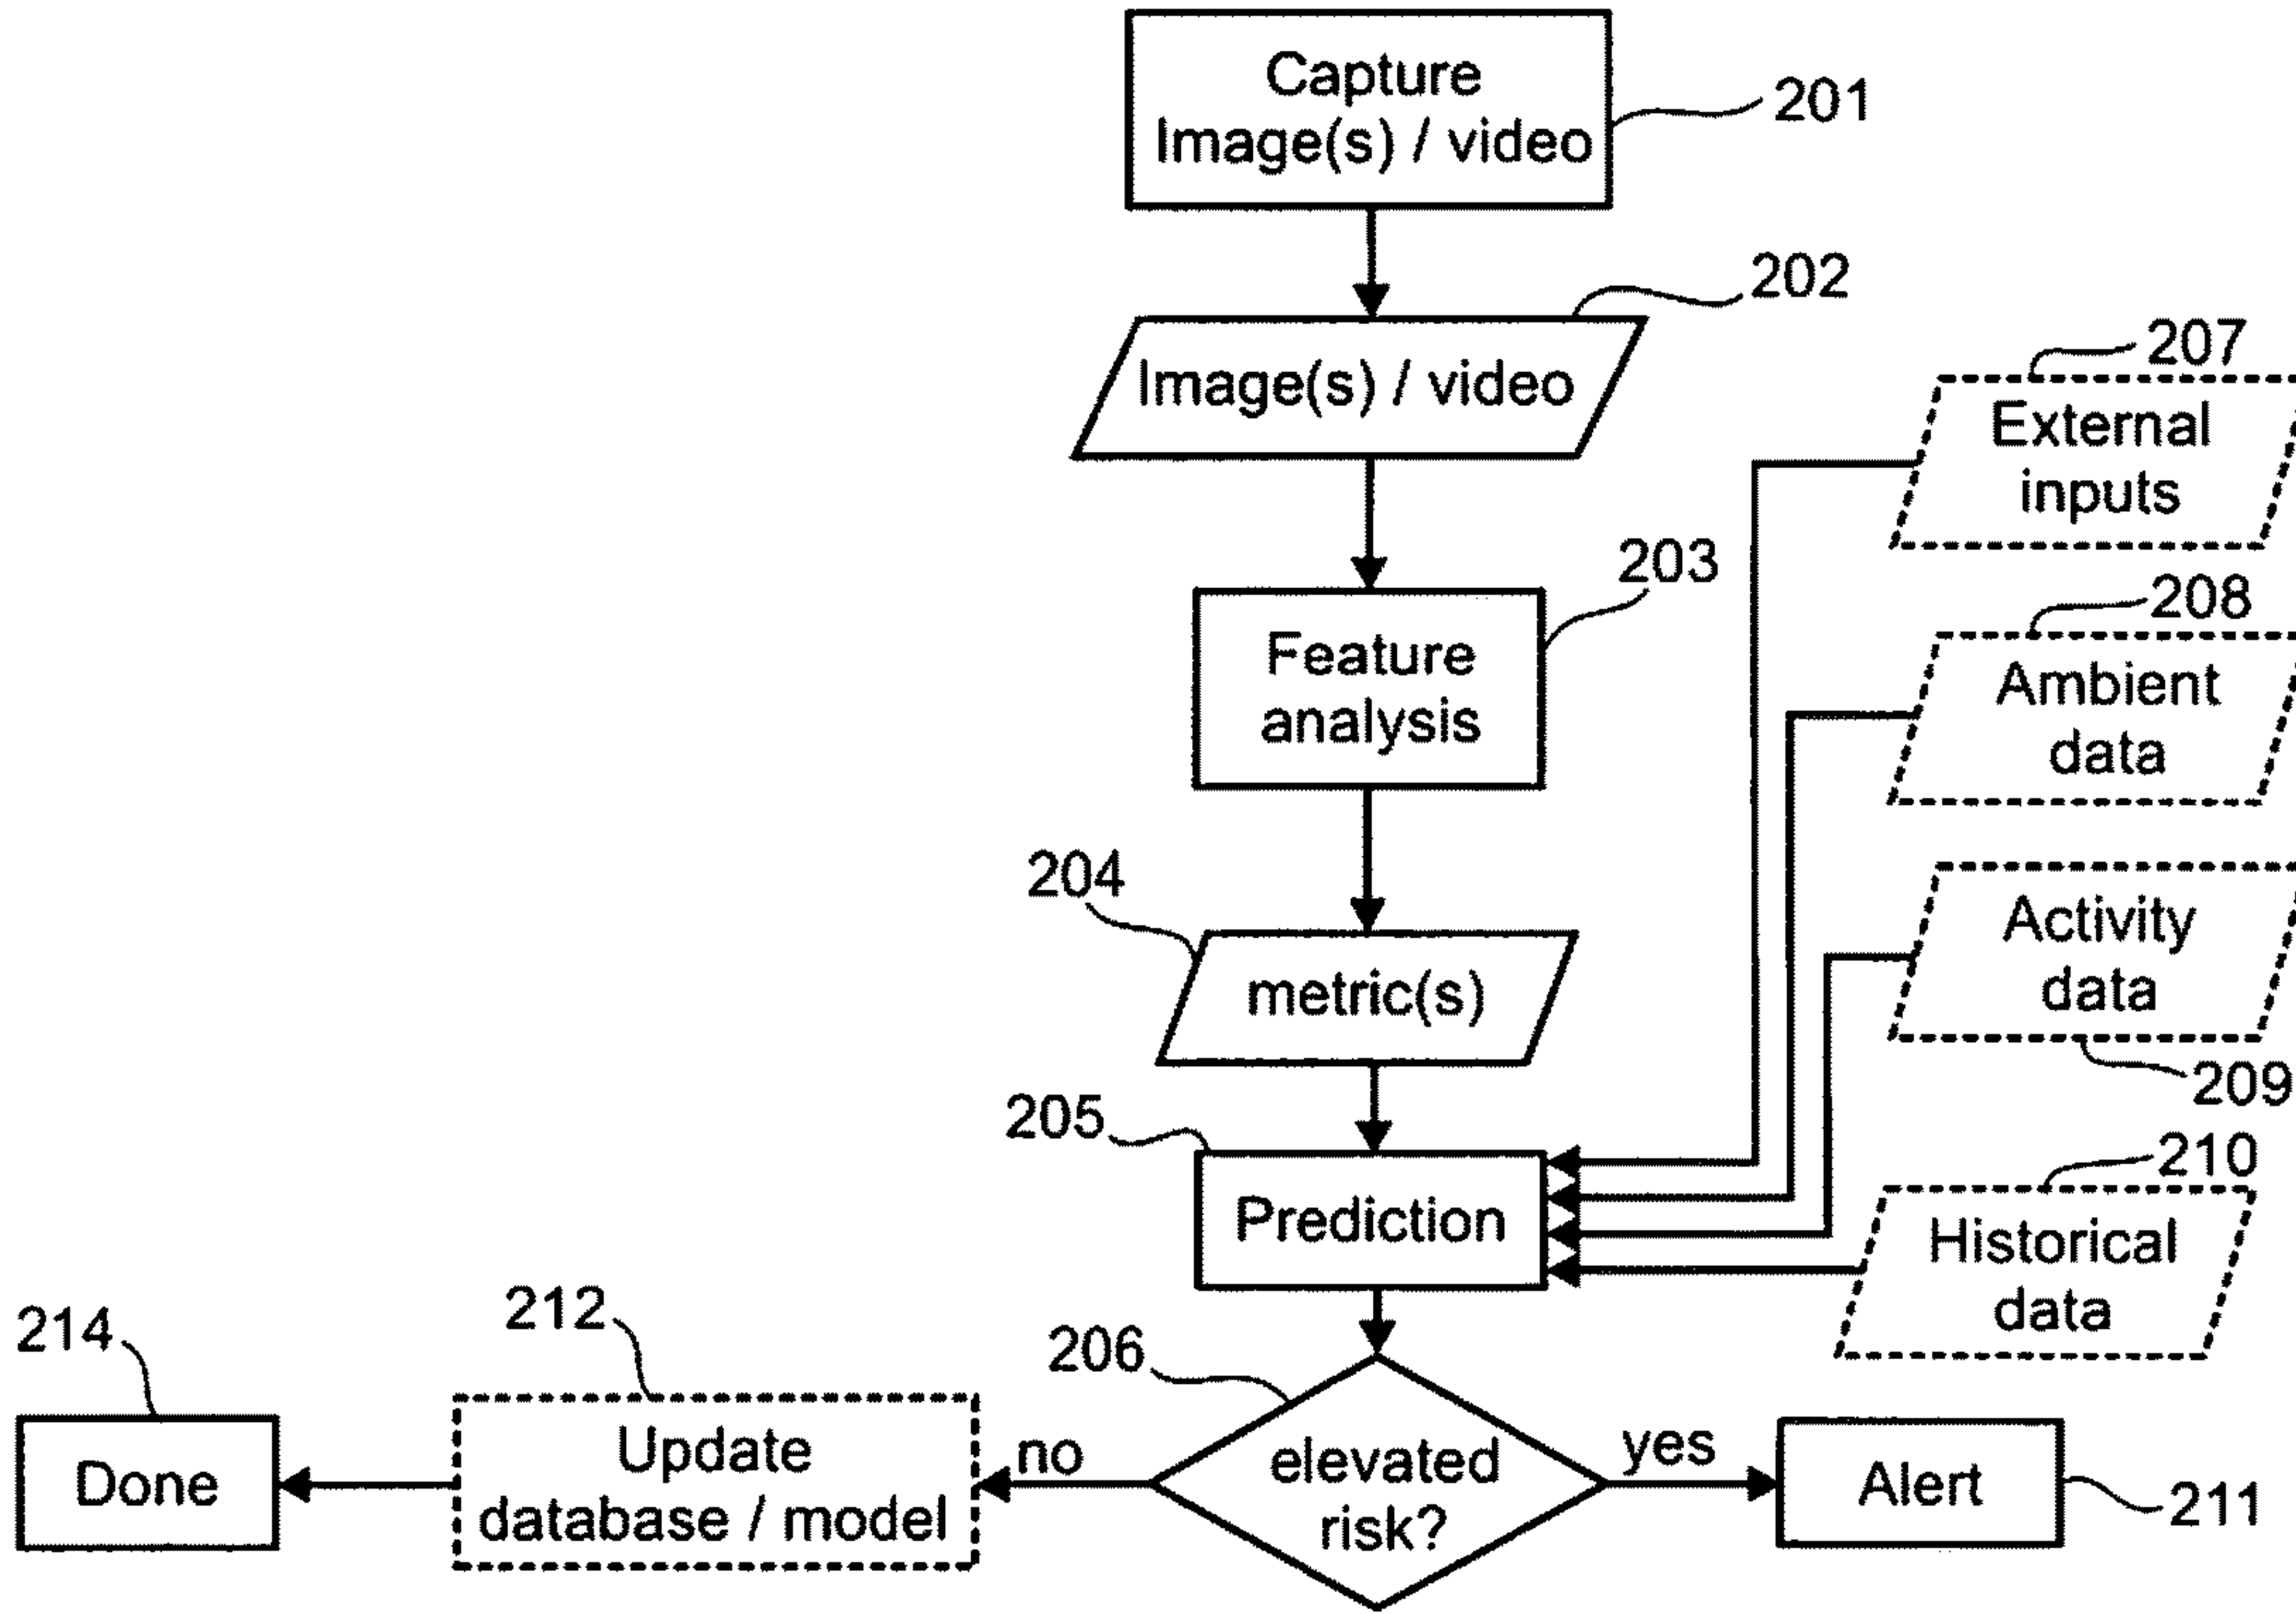 Capture
Image(s) / video
201
202
Image(s) / video
207
External
inputs
203
Feature
analysis
208
Ambient
data
204
metric(s)
Activity
data
209
205
Prediction
210
Historical
data
214
212
206
Done
Update
database / model
no
elevated
risk?
yes
Alert
211